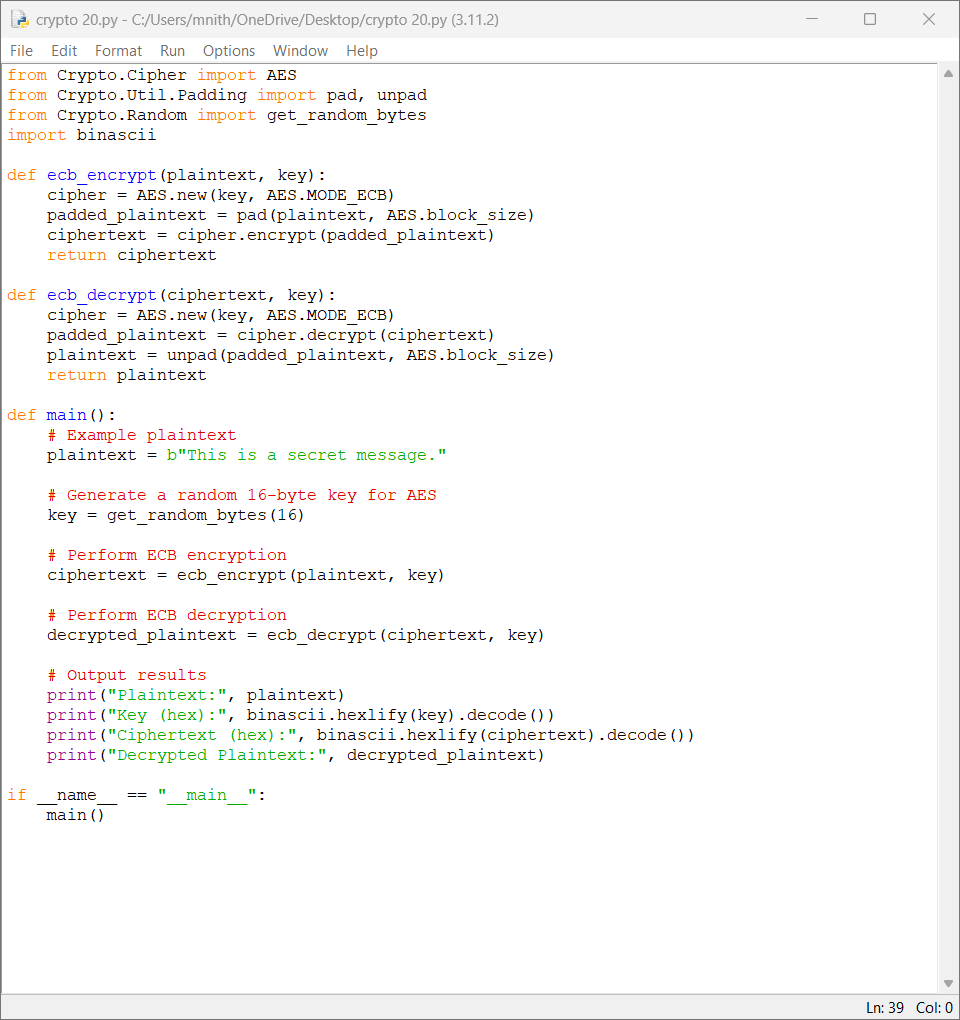 crypto 20.py - C:/Users/mnith/OneDrive/Desktop/crypto 20.py (3.11.2)
File Edit Format Run Options Window Help
from Crypto.Cipher import AES
from Crypto.Util.Padding import pad, unpad
from Crypto.Random import get_random_bytes
import binascii

def ecb_encrypt(plaintext, key):
    cipher = AES.new(key, AES.MODE_ECB)
    padded_plaintext = pad(plaintext, AES.block_size)
    ciphertext = cipher.encrypt(padded_plaintext)
    return ciphertext

def ecb_decrypt(ciphertext, key):
    cipher = AES.new(key, AES.MODE_ECB)
    padded_plaintext = cipher.decrypt(ciphertext)
    plaintext = unpad(padded_plaintext, AES.block_size)
    return plaintext

def main():
    # Example plaintext
    plaintext = b"This is a secret message."

    # Generate a random 16-byte key for AES
    key = get_random_bytes(16)

    # Perform ECB encryption
    ciphertext = ecb_encrypt(plaintext, key)

    # Perform ECB decryption
    decrypted_plaintext = ecb_decrypt(ciphertext, key)

    # Output results
    print("Plaintext:", plaintext)
    print("Key (hex):", binascii.hexlify(key).decode())
    print("Ciphertext (hex):", binascii.hexlify(ciphertext).decode())
    print("Decrypted Plaintext:", decrypted_plaintext)

if __name__ == "__main__":
    main()
Ln: 39 Col: 0